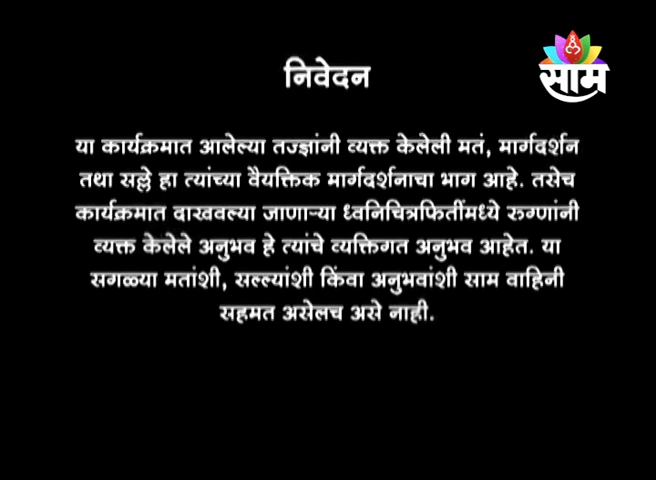 निवेदन
साम
या कार्यक्रमात आलेल्या तज्ज्ञांनी व्यक्त केलेली मतं, मार्गदर्शन
तथा सल्ले हा त्यांच्या वैयक्तिक मार्गदर्शनाचा भाग आहे. तसेच
कार्यक्रमात दाखवल्या जाणाऱ्या ध्वनिचित्रफितींमध्ये रुग्णांनी
व्यक्त केलेले अनुभव हे त्यांचे व्यक्तिगत अनुभव आहेत. या
सगळ्या मतांशी, सल्ल्यांशी किंवा अनुभवांशी साम वाहिनी
सहमत असेलच असे नाही.